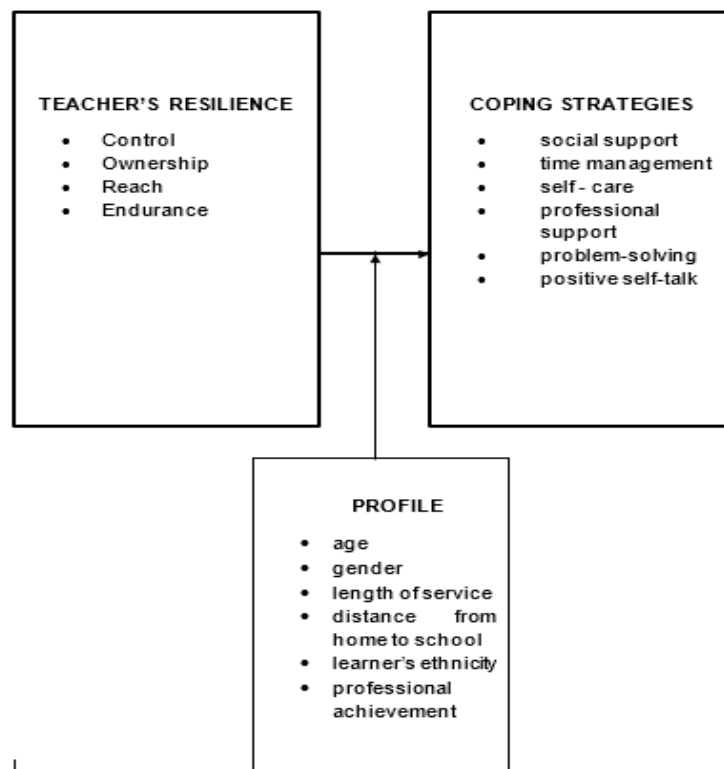 TEACHER'S RESILIENCE
• Control
• Ownership
• Reach
• Endurance
COPING STRATEGIES
• social support
• time management
• self - care
• professional
support
• problem-solving
• positive self-talk
PROFILE
• age
• gender
• length of service
• distance from
home to school
• learner's ethnicity
• professional
achievement